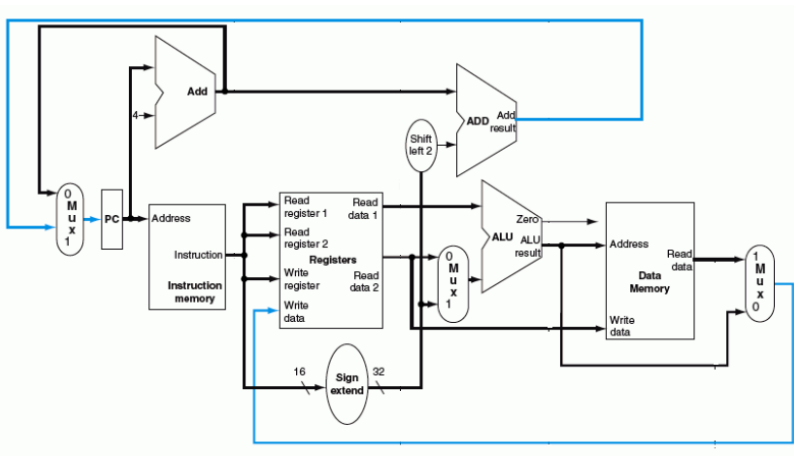 Add
4
ADD
Add
result
Shift
left 2
0
M
u
x
1
PC
Address
Instruction
Instruction
memory
Read
register 1
Read
register 2
Write
register
Write
data
Registers
Read
data 1
Read
data 2
16
Sign
extend
32
0
M
u
x
1
Zero
ALU
ALU
result
Address
Read
data
Data
Memory
Write
data
1
M
u
x
0